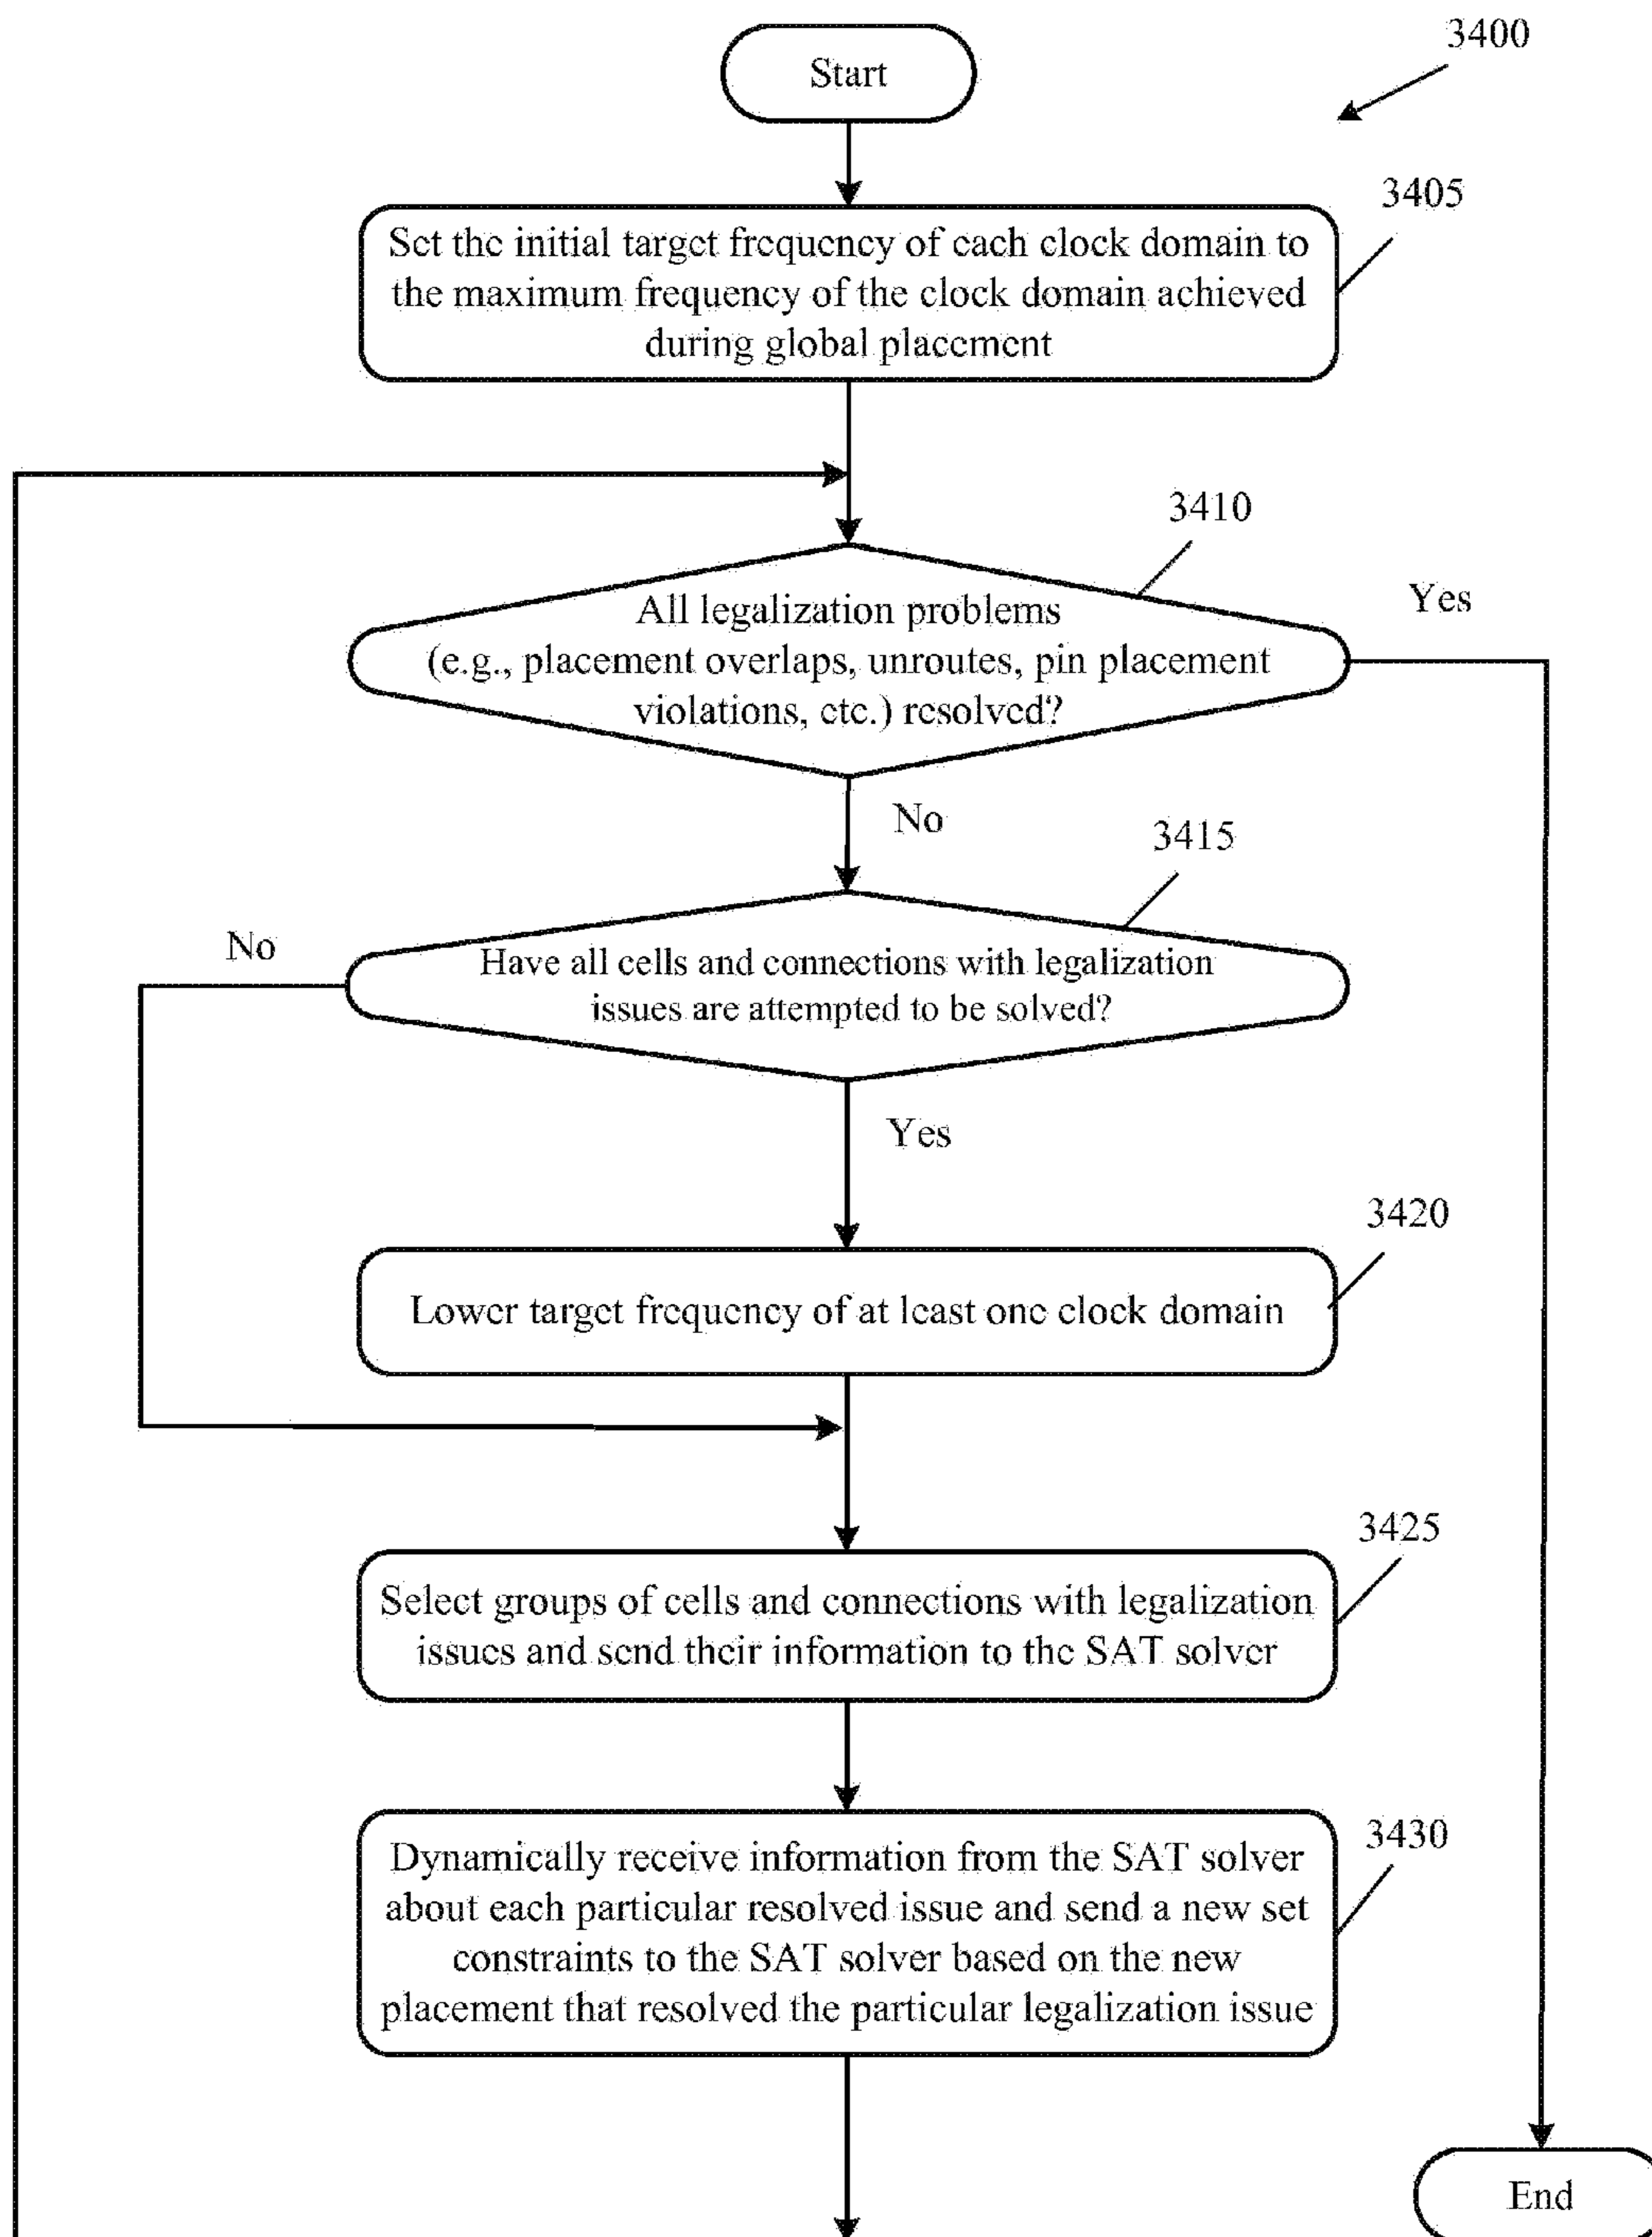 3400
Start
3405
Set the initial target frequency of each clock domain to
the maximum frequency of the clock domain achieved
during global placement
3410
Yes
All legalization problems
(e.g., placement overlaps, unroutes, pin placement
violations, etc.) resolved?
No
3415
No
Have all cells and connections with legalization
issues are attempted to be solved?
Yes
3420
Lower target frequency of at least one clock domain
3425
Select groups of cells and connections with legalization
issues and send their information to the SAT solver
3430
Dynamically receive information from the SAT solver
about each particular resolved issue and send a new set
constraints to the SAT solver based on the new
placement that resolved the particular legalization issue
End